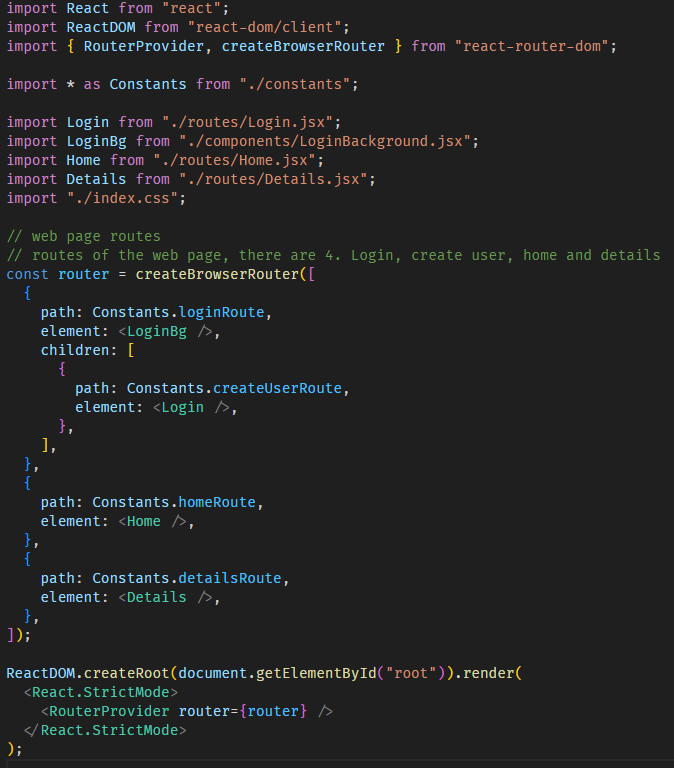 import React from "react";
import ReactDOM from "react-dom/client";
import { RouterProvider, createBrowserRouter } from "react-router-dom";

import * as Constants from "./constants";

import Login from "./routes/Login.jsx";
import LoginBg from "./components/LoginBackground.jsx";
import Home from "./routes/Home.jsx";
import Details from "./routes/Details.jsx";
import "./index.css";

// web page routes
// routes of the web page, there are 4. Login, create user, home and details
const router = createBrowserRouter([
  {
    path: Constants.loginRoute,
    element: <LoginBg />,
    children: [
      {
        path: Constants.createUserRoute,
        element: <Login />,
      },
    ],
  },
  {
    path: Constants.homeRoute,
    element: <Home />,
  },
  {
    path: Constants.detailsRoute,
    element: <Details />,
  },
]);

ReactDOM.createRoot(document.getElementById("root")).render(
  <React.StrictMode>
    <RouterProvider router={router} />
  </React.StrictMode>
);